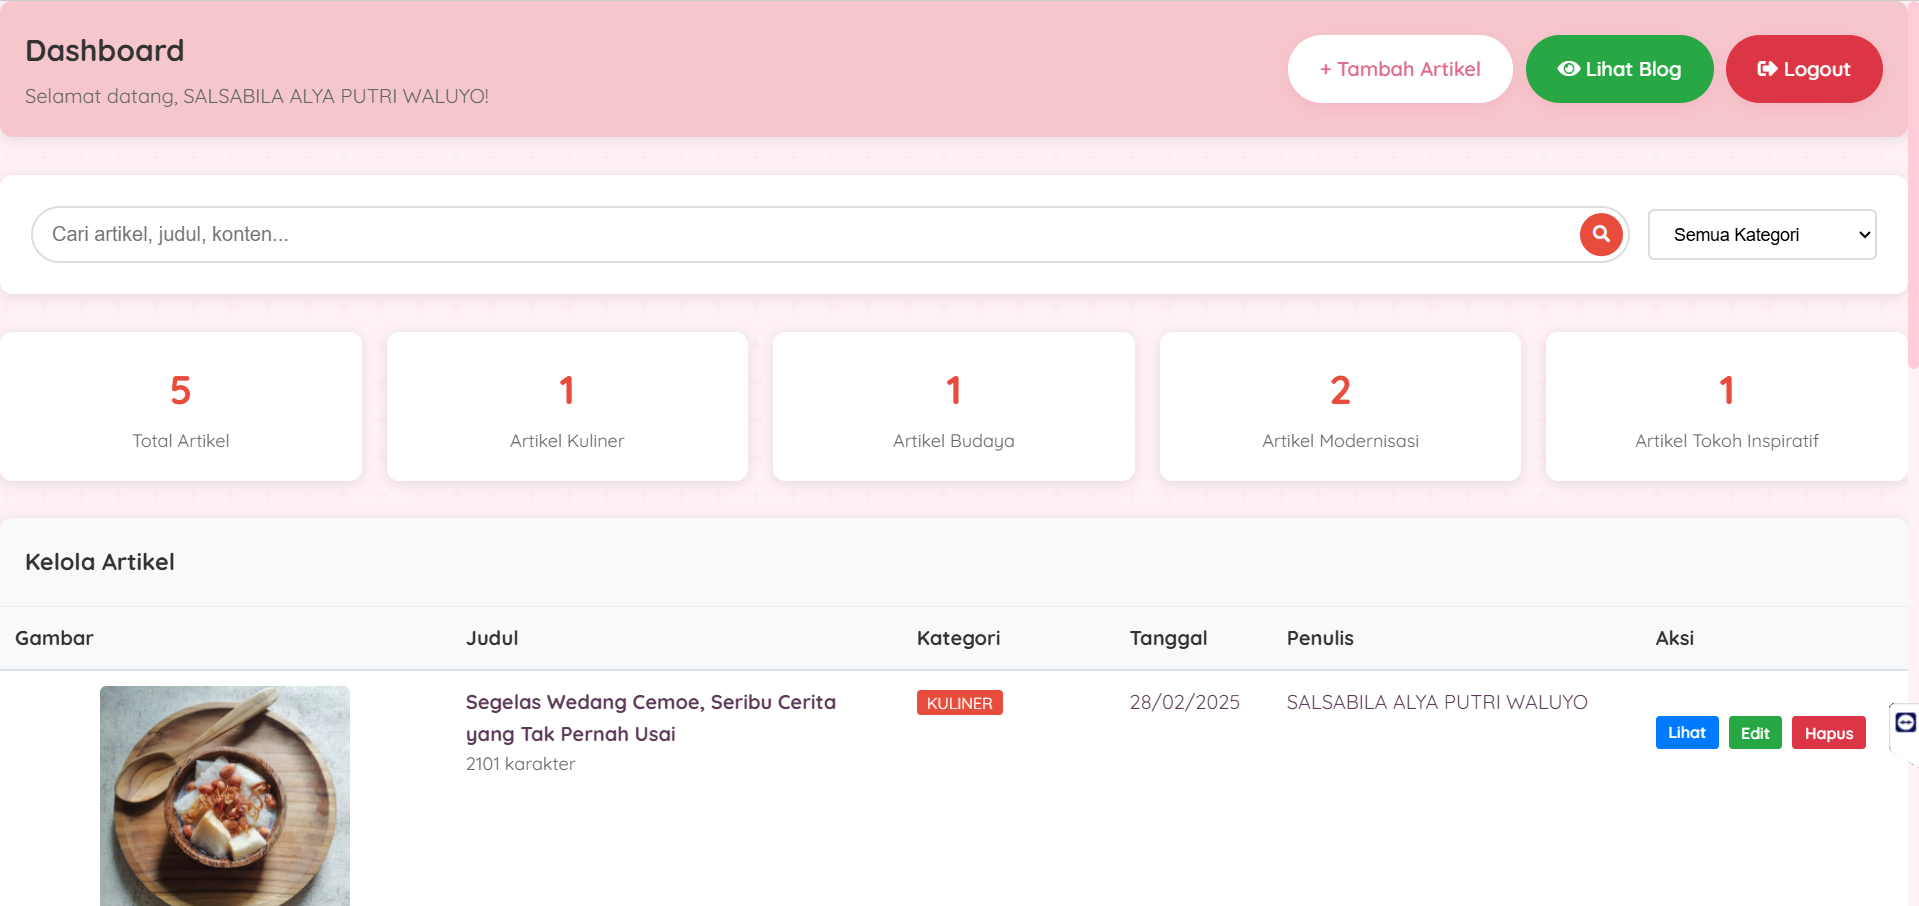 Dashboard
Selamat datang, SALSABILA ALYA PUTRI WALUYO!
+ Tambah Artikel
Lihat Blog
Logout
Cari artikel, judul, konten...
Semua Kategori
5
Total Artikel
1
Artikel Kuliner
1
Artikel Budaya
2
Artikel Modernisasi
1
Artikel Tokoh Inspiratif
Kelola Artikel
Gambar Judul Kategori Tanggal Penulis Aksi
Segelas Wedang Cemoe, Seribu Cerita
yang Tak Pernah Usai
2101 karakter
KULINER
28/02/2025
SALSABILA ALYA PUTRI WALUYO
Lihat
Edit
Hapus